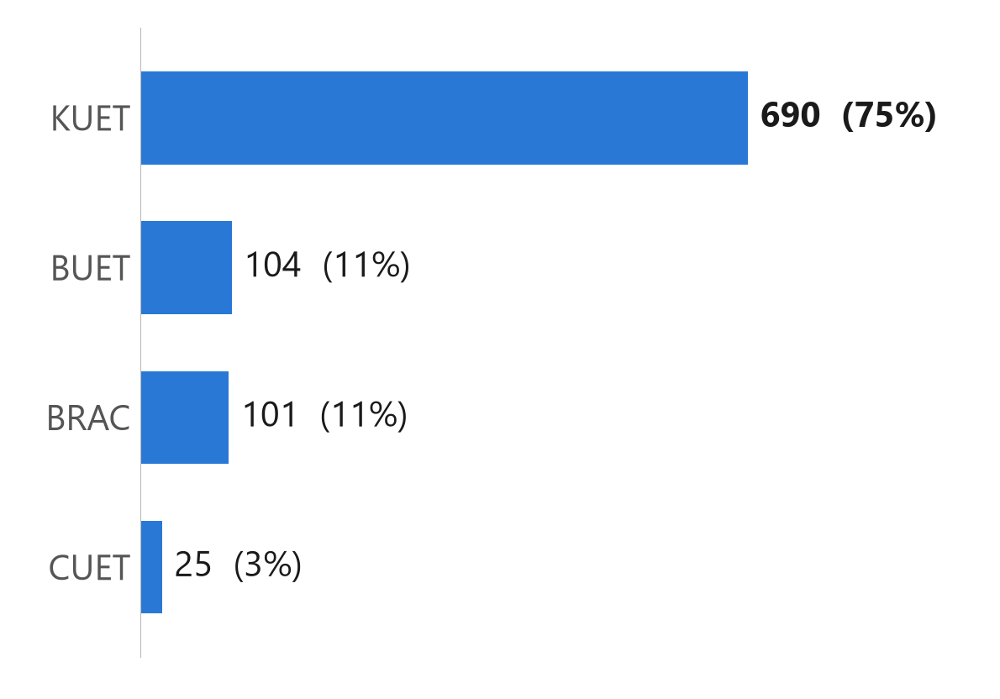 KUET 690 (75%)
BUET 104 (11%)
BRAC 101 (11%)
CUET 25 (3%)